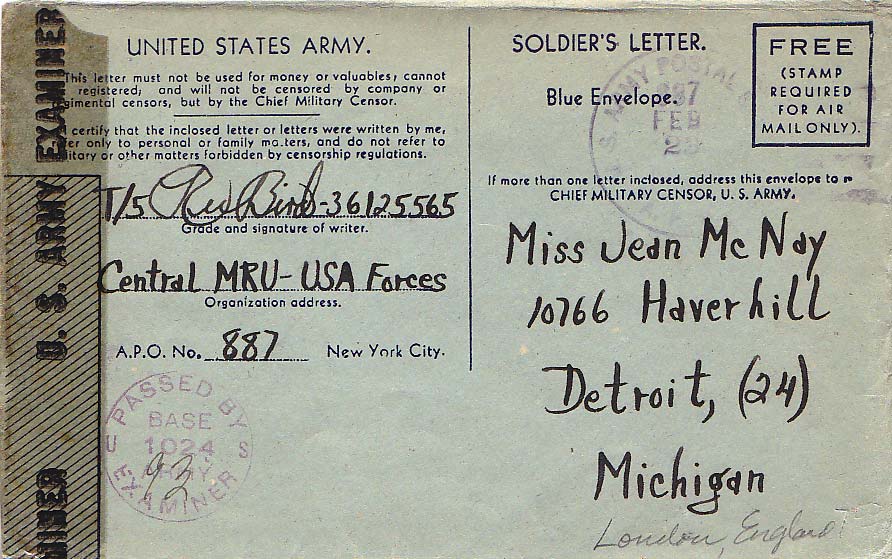 U. S. ARMY EXAMINER
UNITED STATES ARMY.
This letter must not be used for money or valuables; cannot
registered; and will not be censored by company or
gimental censors, but by the Chief Military Censor.
certify that the inclosed letter or letters were written by me,
er only to personal or family matters, and do not refer to
litary or other matters forbidden by censorship regulations.
T/5 Bird-36125565
Grade and signature of writer.
Central MRU-USA Forces
Organization address.
A.P.O. No. 887 New York City.
PASSED BY
BASE
1024
ARMY
EXAMINER
U S
92
SOLDIER'S LETTER.
Blue Envelope.
FREE
(STAMP
REQUIRED
FOR AIR
MAIL ONLY).
U. S. ARMY POSTAL
887
FEB
If more than one letter inclosed, address this envelope to
CHIEF MILITARY CENSOR, U. S. ARMY.
Miss Jean McNay
10766 Haverhill
Detroit, (24)
Michigan
London, England